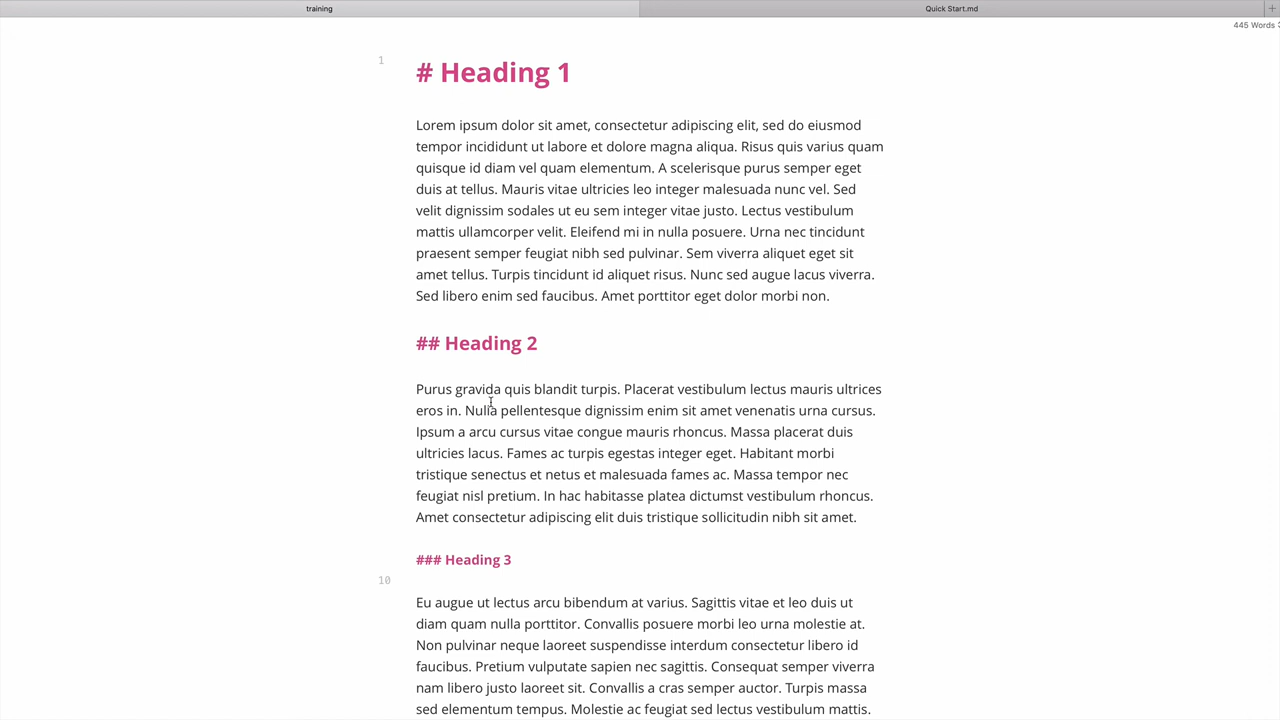 training
Quick Start.md
+
445 Words
1
# Heading 1
Lorem ipsum dolor sit amet, consectetur adipiscing elit, sed do eiusmod
tempor incididunt ut labore et dolore magna aliqua. Risus quis varius quam
quisque id diam vel quam elementum. A scelerisque purus semper eget
duis at tellus. Mauris vitae ultricies leo integer malesuada nunc vel. Sed
velit dignissim sodales ut eu sem integer vitae justo. Lectus vestibulum
mattis ullamcorper velit. Eleifend mi in nulla posuere. Urna nec tincidunt
praesent semper feugiat nibh sed pulvinar. Sem viverra aliquet eget sit
amet tellus. Turpis tincidunt id aliquet risus. Nunc sed augue lacus viverra.
Sed libero enim sed faucibus. Amet porttitor eget dolor morbi non.
## Heading 2
Purus gravida quis blandit turpis. Placerat vestibulum lectus mauris ultrices
eros in. Nulla pellentesque dignissim enim sit amet venenatis urna cursus.
Ipsum a arcu cursus vitae congue mauris rhoncus. Massa placerat duis
ultricies lacus. Fames ac turpis egestas integer eget. Habitant morbi
tristique senectus et netus et malesuada fames ac. Massa tempor nec
feugiat nisl pretium. In hac habitasse platea dictumst vestibulum rhoncus.
Amet consectetur adipiscing elit duis tristique sollicitudin nibh sit amet.
### Heading 3
10
Eu augue ut lectus arcu bibendum at varius. Sagittis vitae et leo duis ut
diam quam nulla porttitor. Convallis posuere morbi leo urna molestie at.
Non pulvinar neque laoreet suspendisse interdum consectetur libero id
faucibus. Pretium vulputate sapien nec sagittis. Consequat semper viverra
nam libero justo laoreet sit. Convallis a cras semper auctor. Turpis massa
sed elementum tempus. Molestie ac feugiat sed lectus vestibulum mattis.